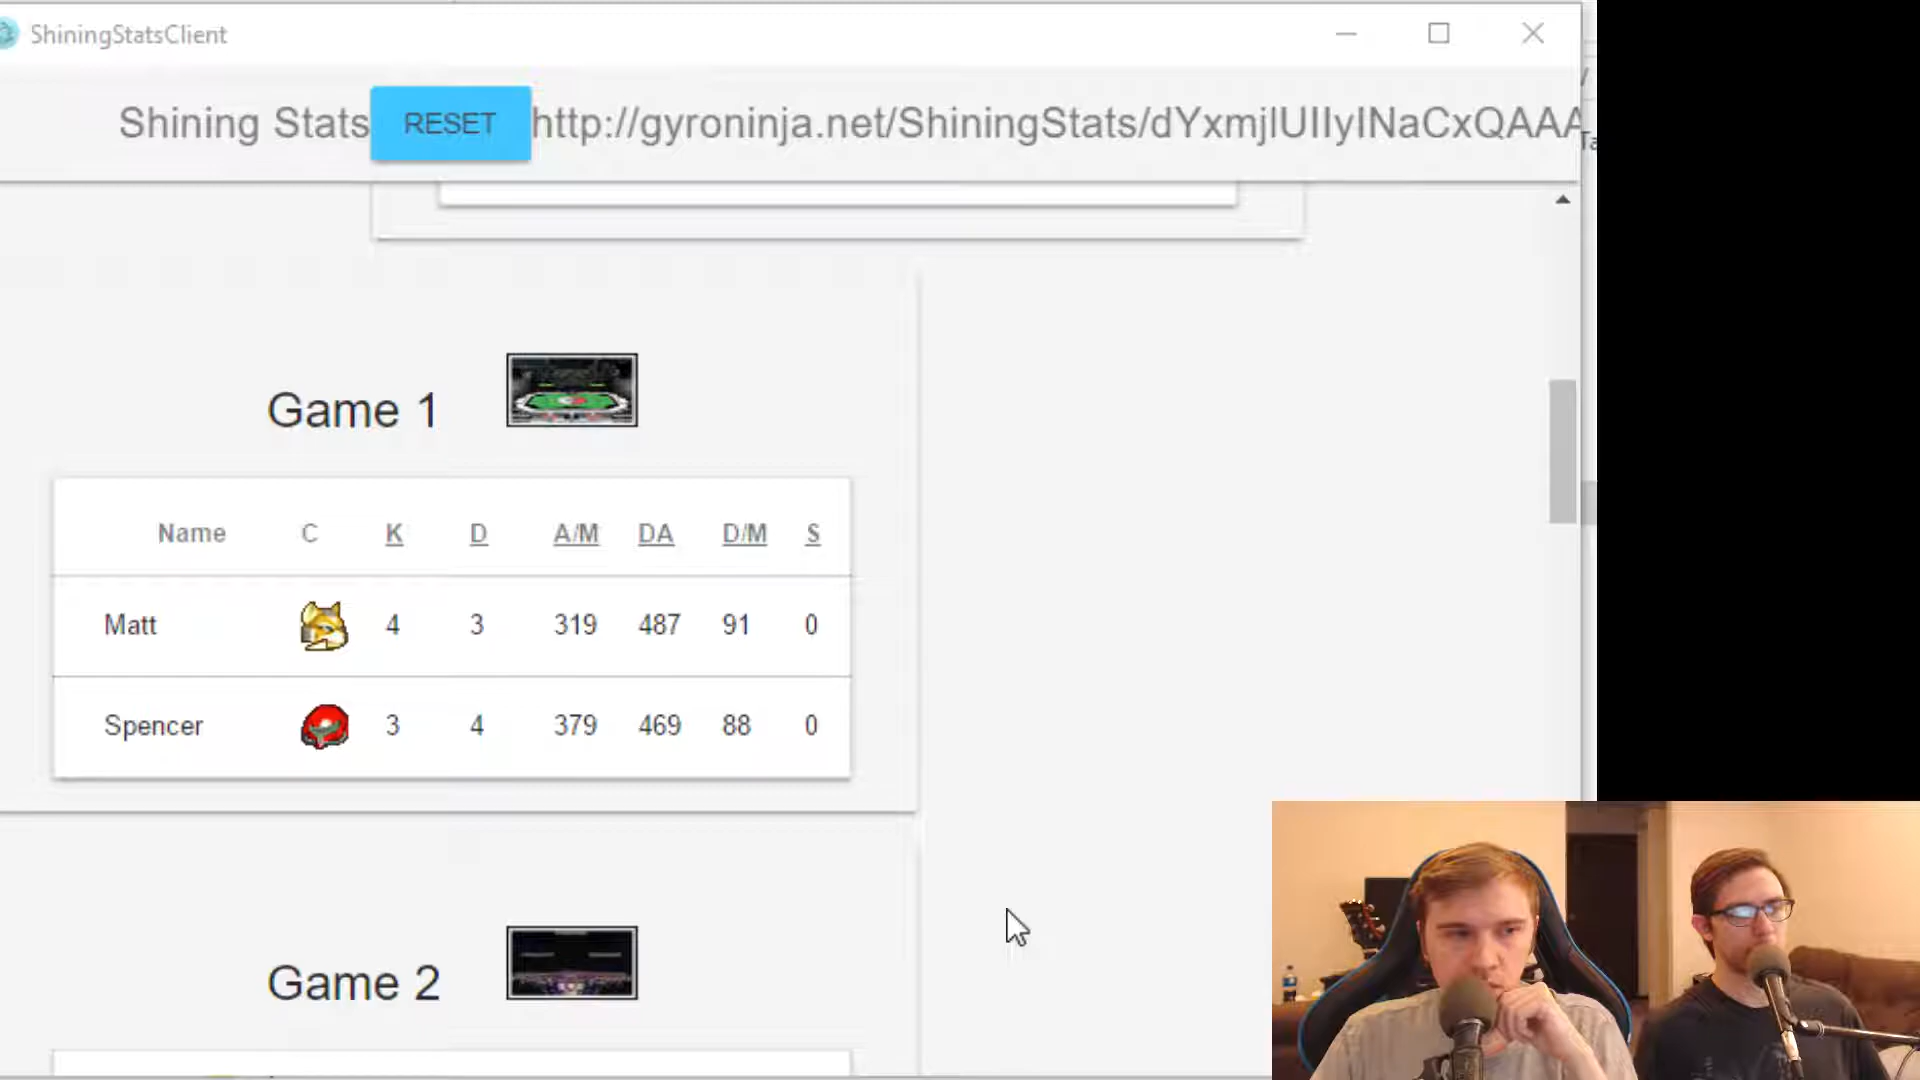 ShiningStatsClient
Shining Stats RESET http://gyroninja.net/ShiningStats/dYxmjIUIIyINaCxQAAA
Game 1
Name C K D A/M DA D/M S
Matt 4 3 319 487 91 0
Spencer 3 4 379 469 88 0
Game 2